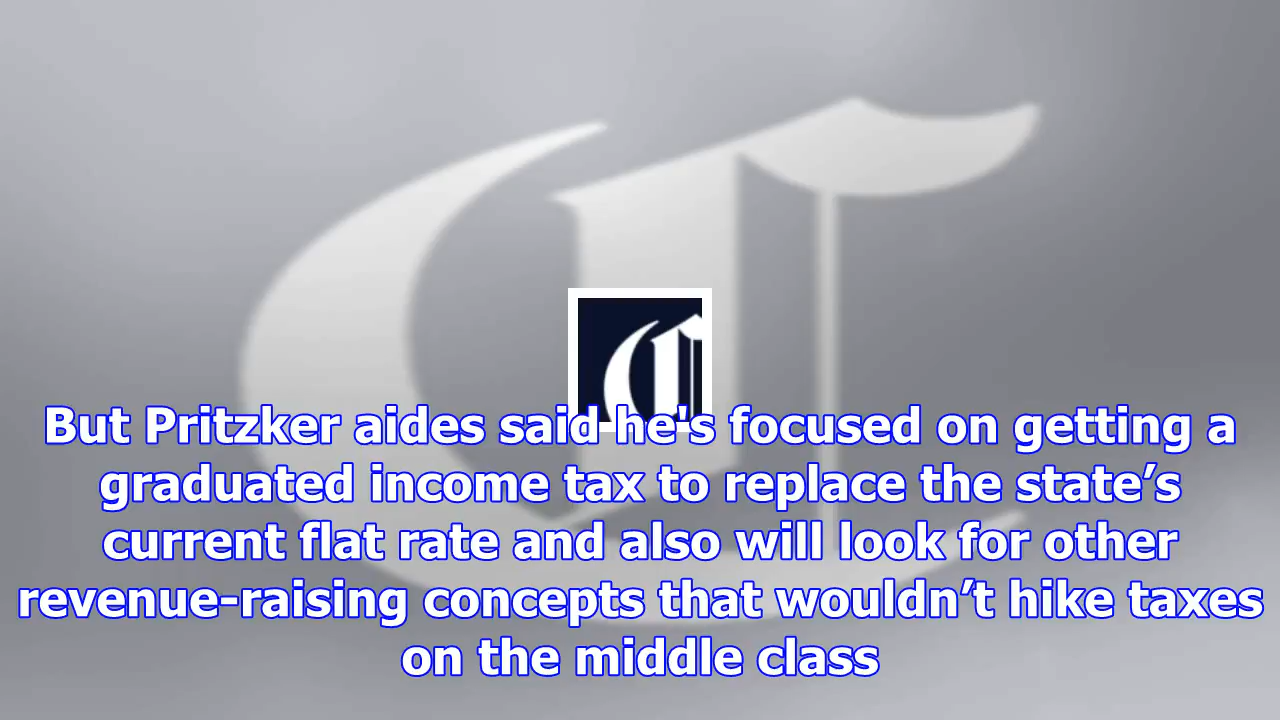 But Pritzker aides said he's focused on getting a
graduated income tax to replace the state’s
current flat rate and also will look for other
revenue-raising concepts that wouldn’t hike taxes
on the middle class